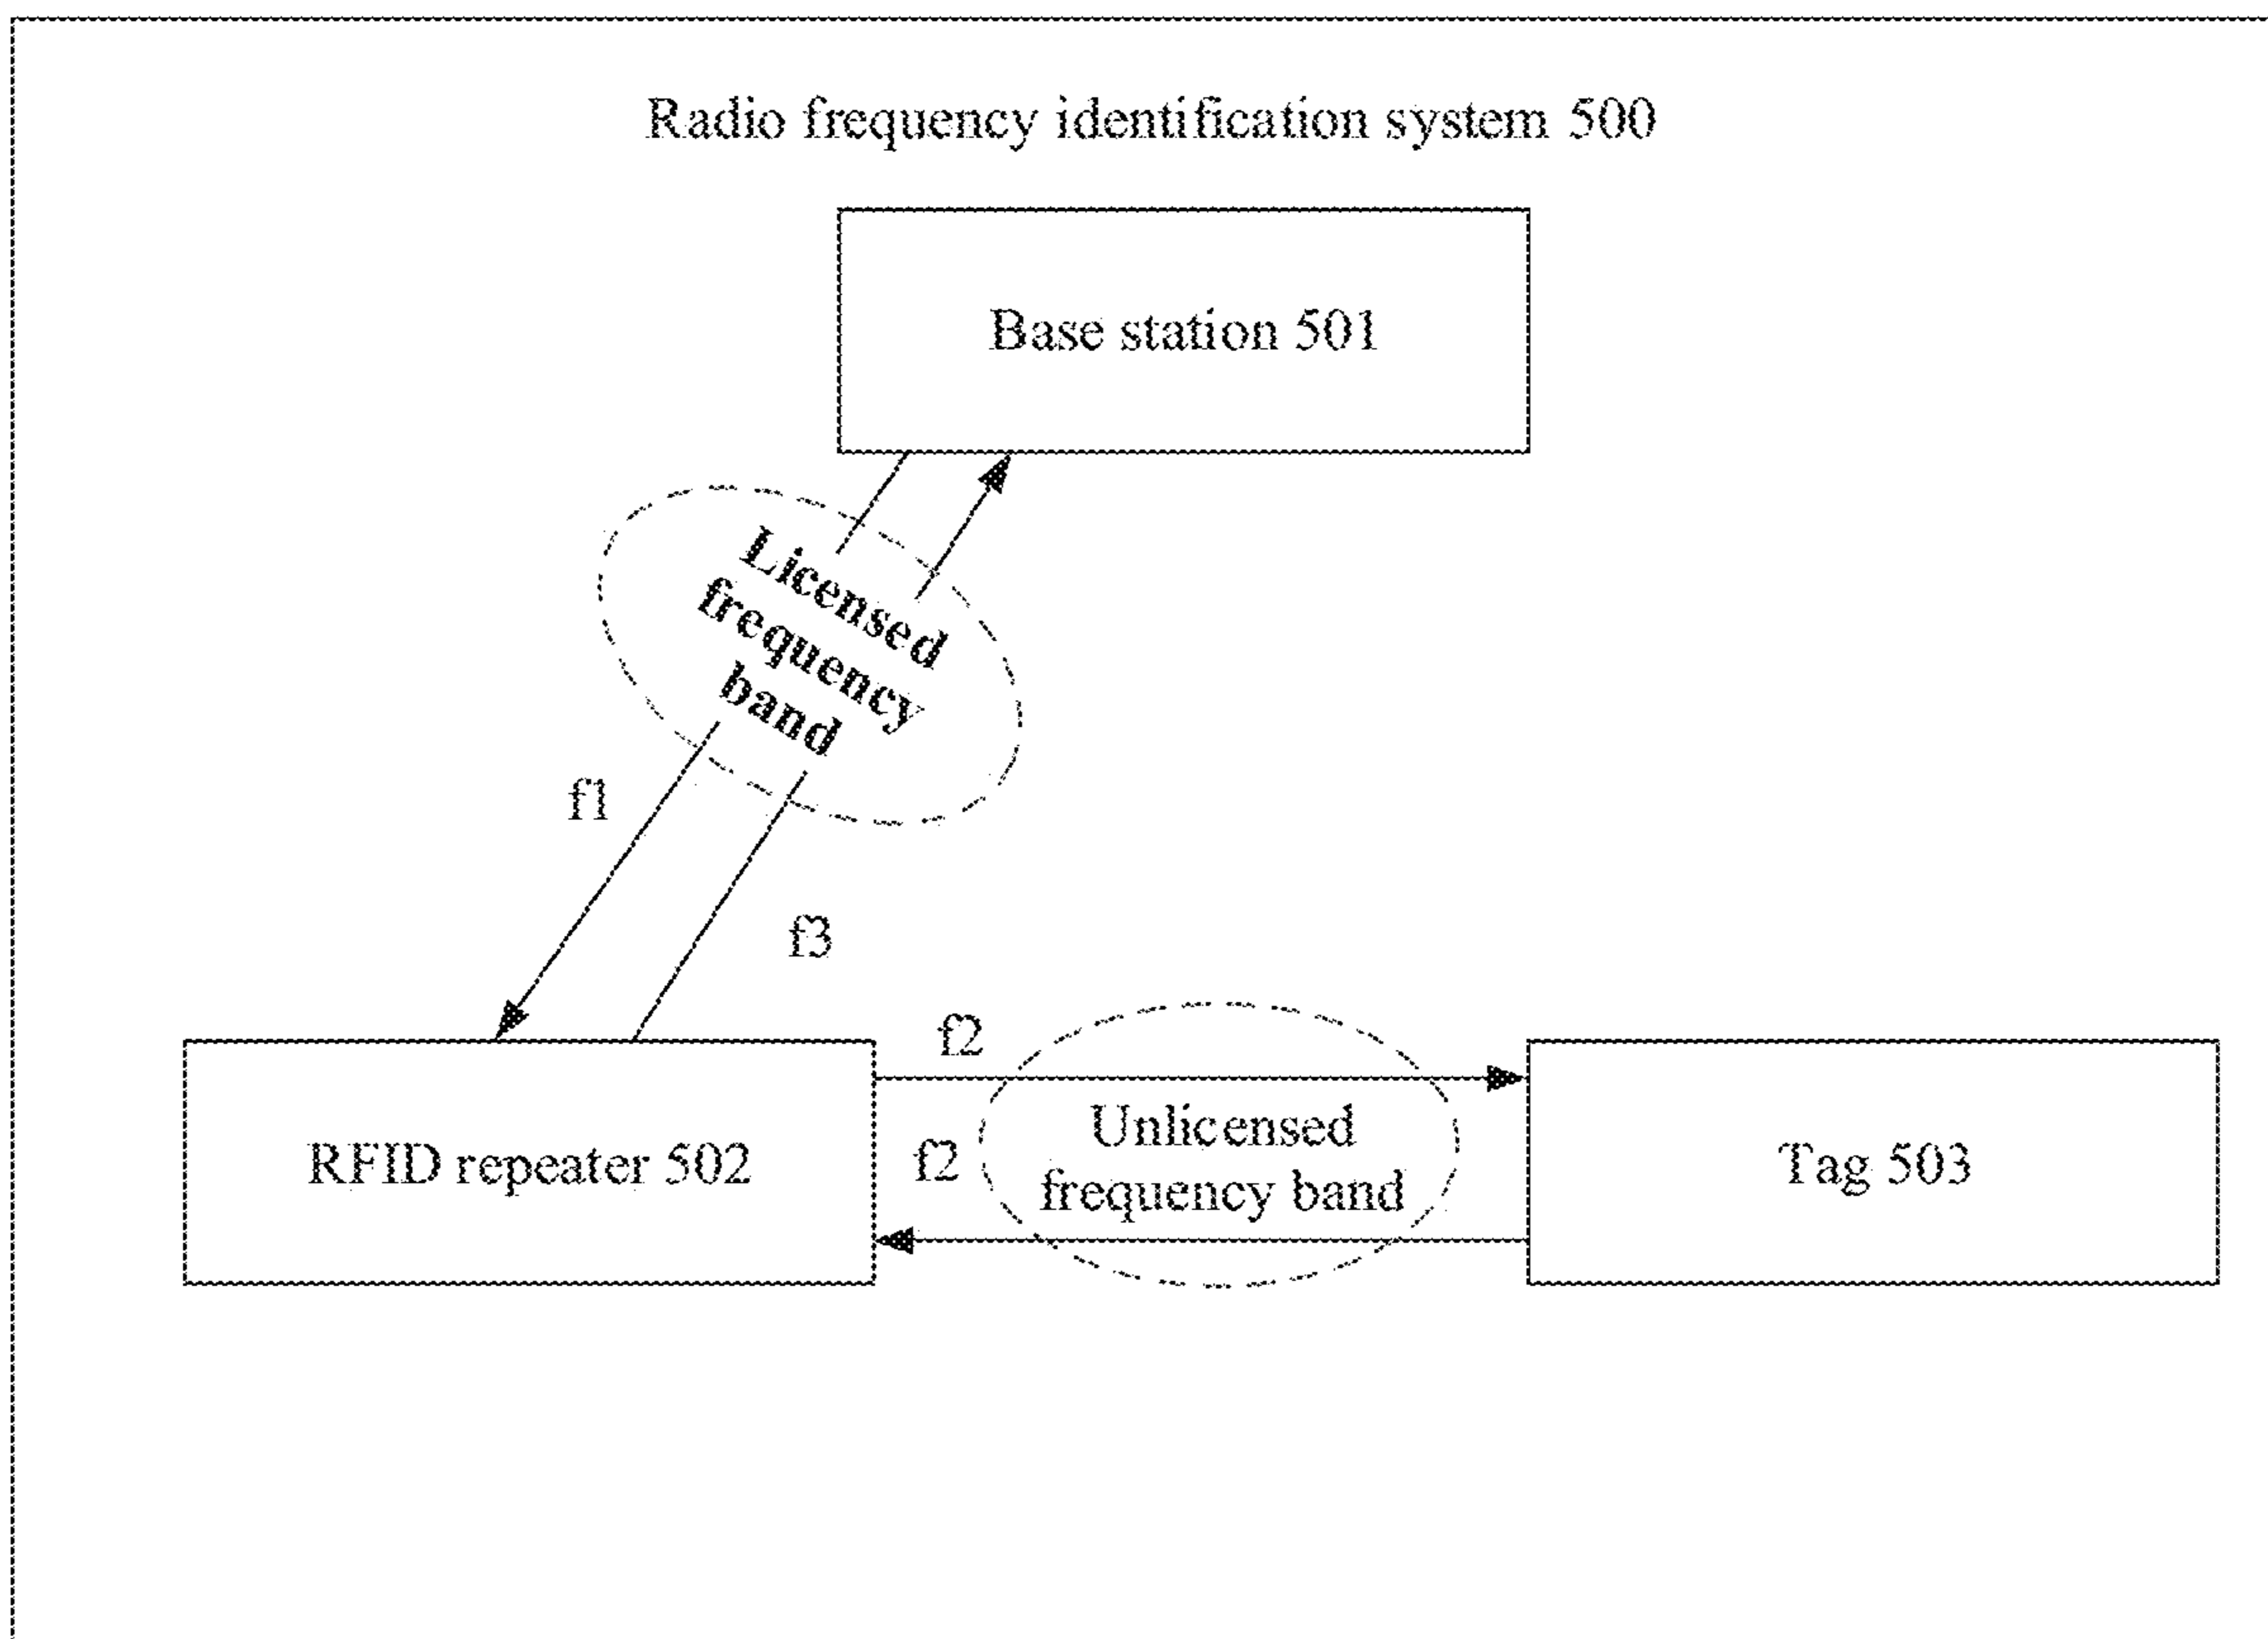 Radio frequency identification system 500
Base station 501
Licensed
frequency
band
f1
f3
f2
RFID repeater 502
f2
Unlicensed
frequency band
Tag 503